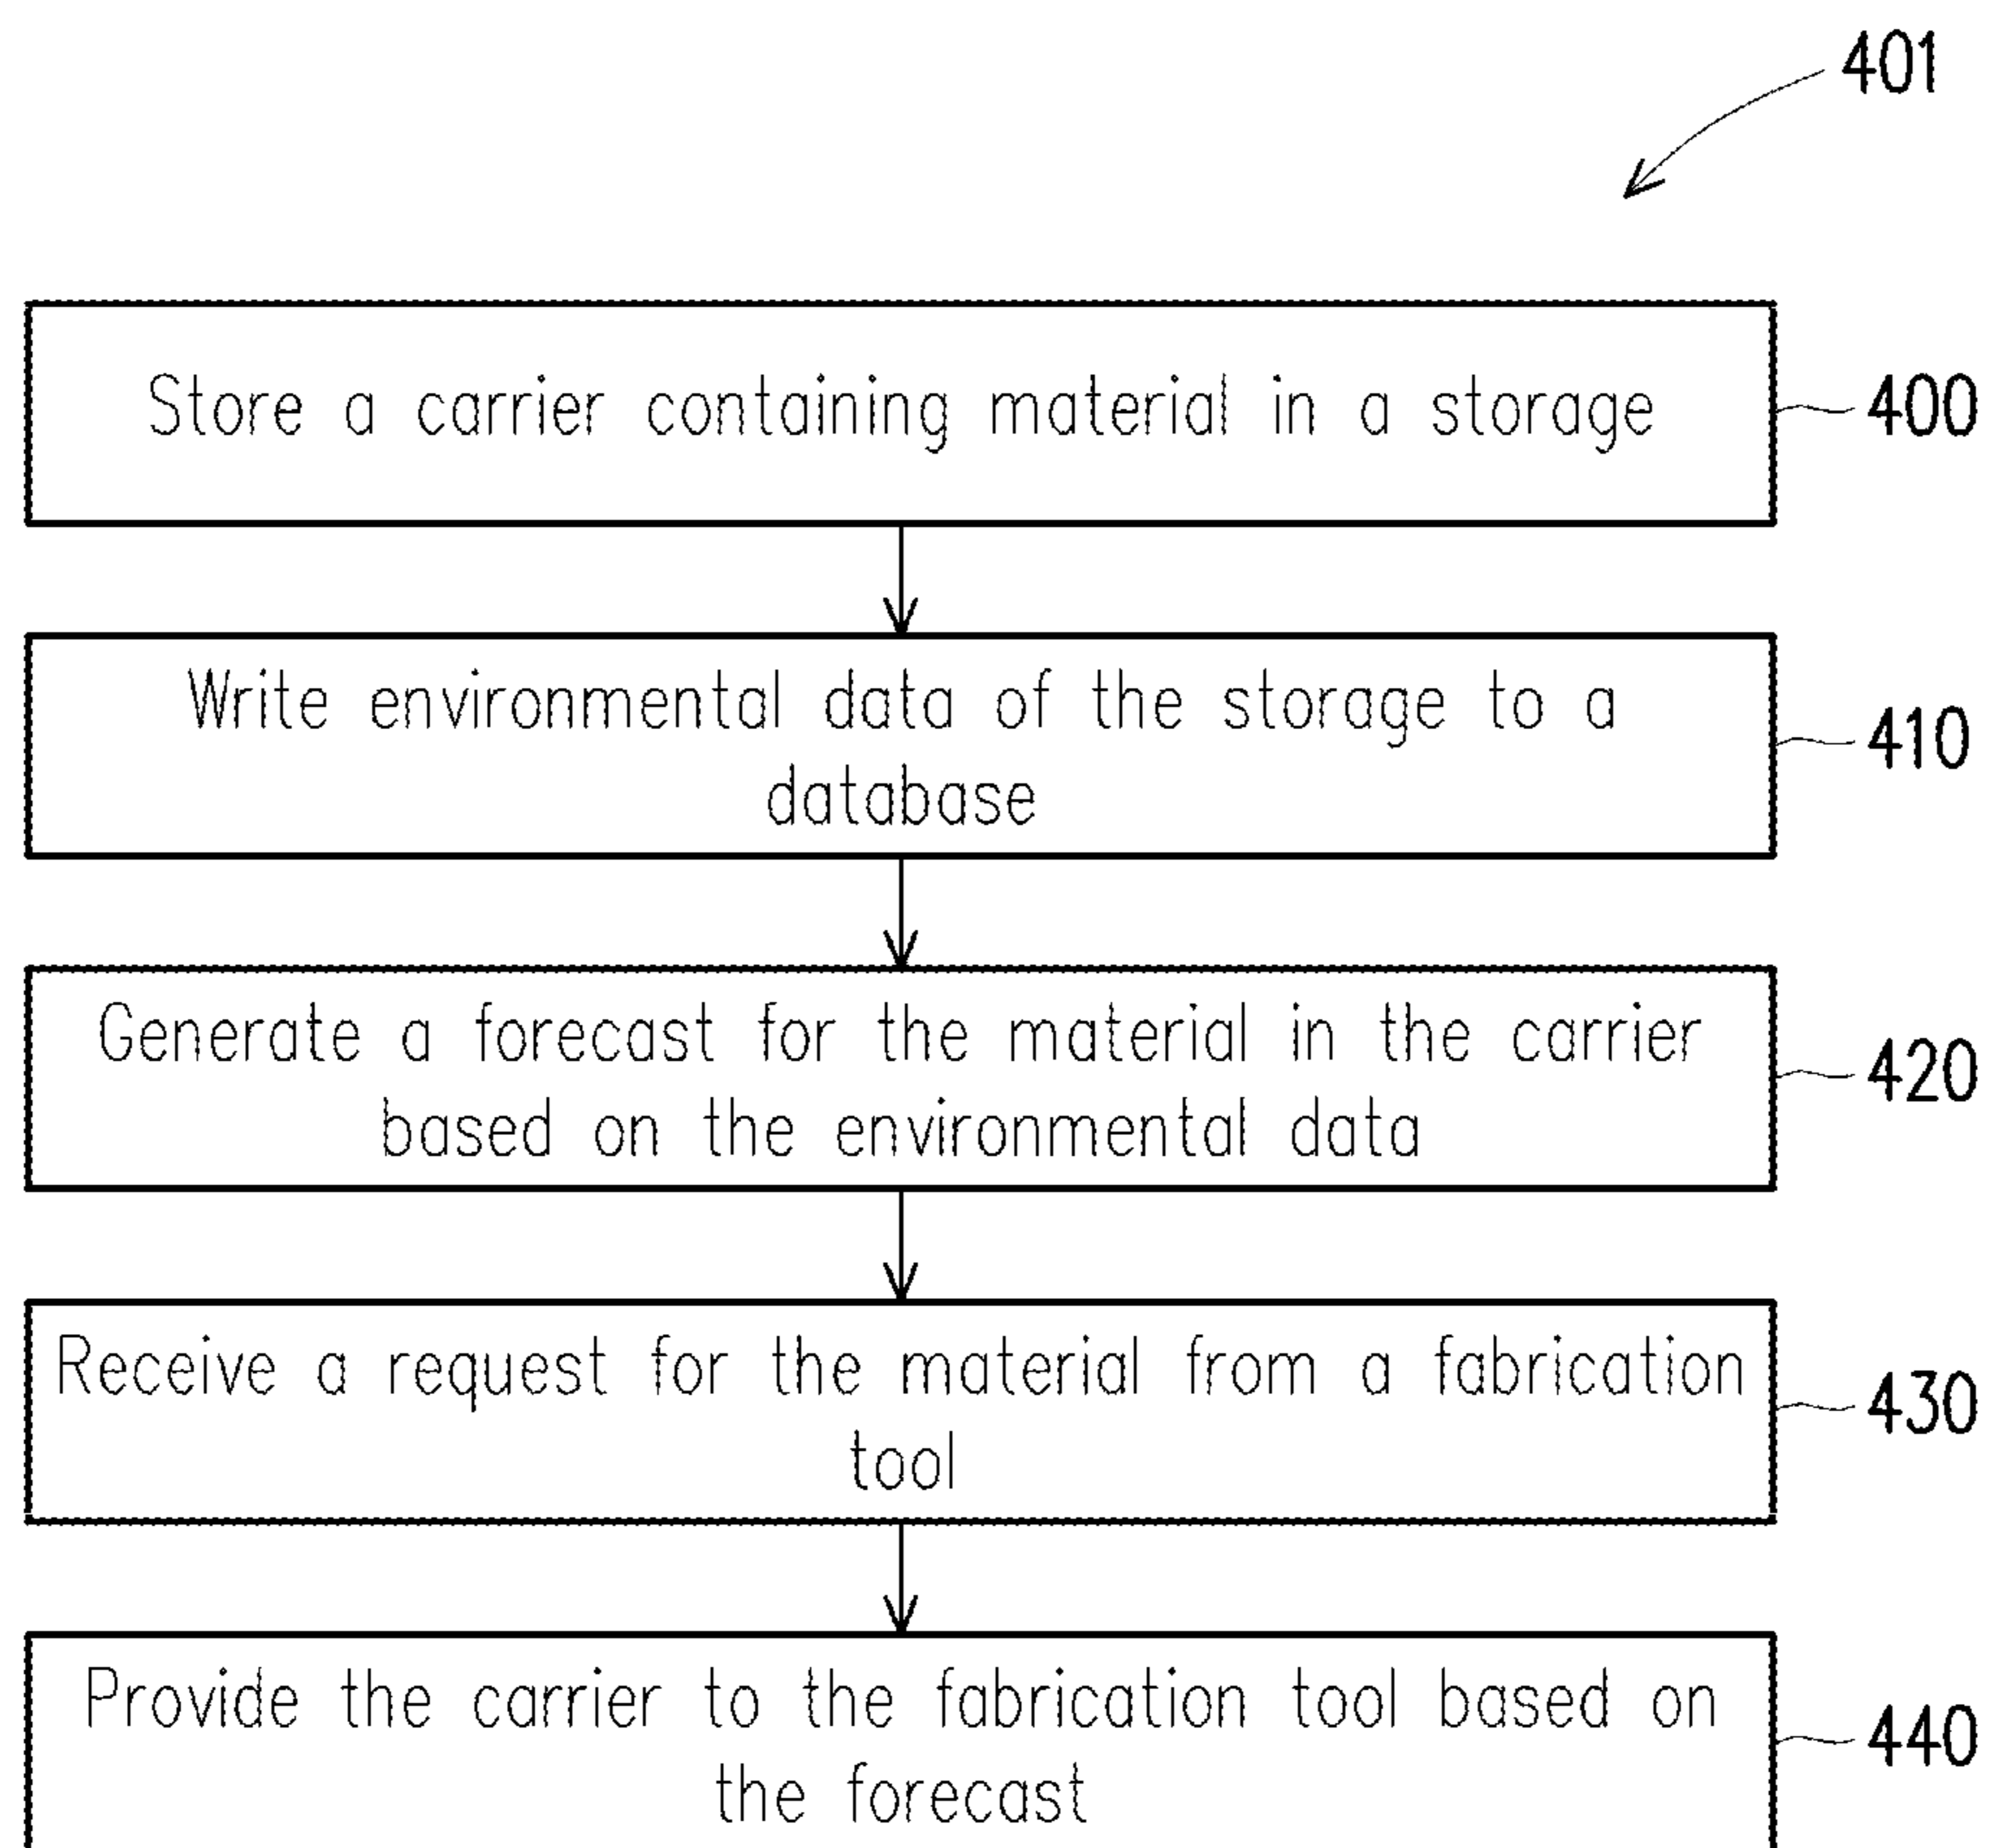 401
Store a carrier containing material in a storage
400
Write environmental data of the storage to a
database
410
Generate a forecast for the material in the carrier
based on the environmental data
420
Receive a request for the material from a fabrication
tool
430
Provide the carrier to the fabrication tool based on
the forecast
440